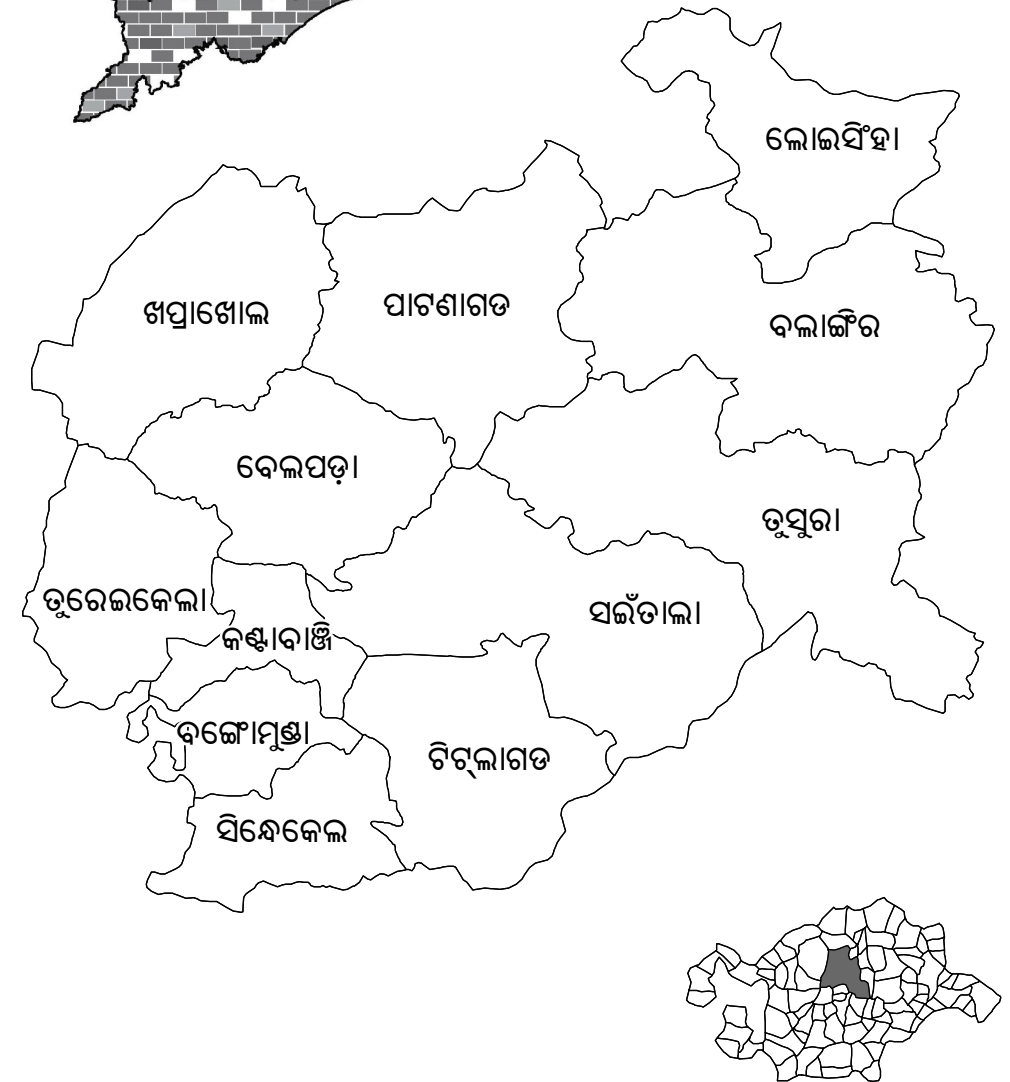 ଲୋଇସିଂହା
ଖପ୍ରାଖୋଲ
ପାଟଣାଗଡ
ବଲାଙ୍ଗିର
ବେଲପଡ଼ା
ତୁସୁରା
ତୁରେଇକେଲା
ସଇଁତାଲା
କଣ୍ଟାବାଞ୍ଜି
ବଙ୍ଗୋମୁଣ୍ଡା
ଟିଟ୍‌ଲାଗଡ
ସିନ୍ଧେକେଲ